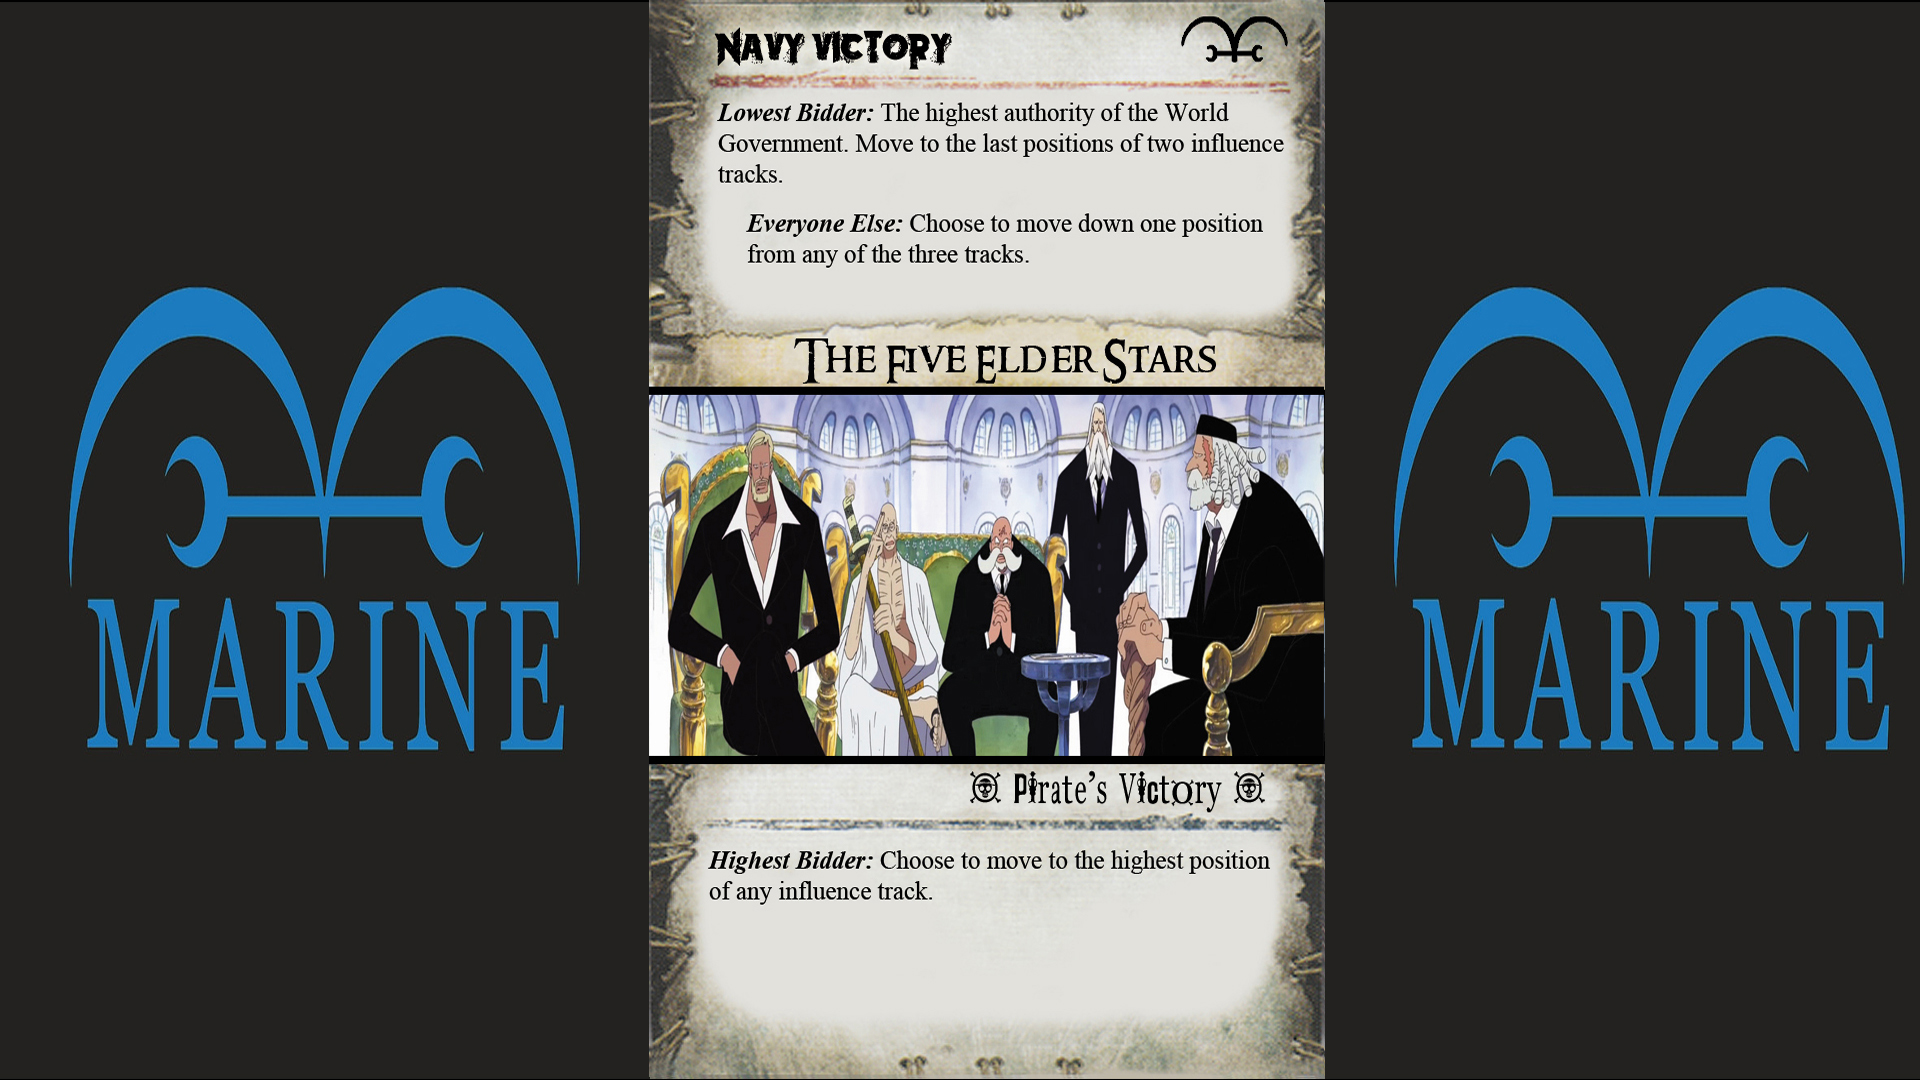 NAVY VICTORY
Lowest Bidder: The highest authority of the World
Government. Move to the last positions of two influence
tracks.
Everyone Else: Choose to move down one position
from any of the three tracks.
THE FIVE ELDER STARS
MARINE
MARINE
Pirate's Victory
Highest Bidder: Choose to move to the highest position
of any influence track.